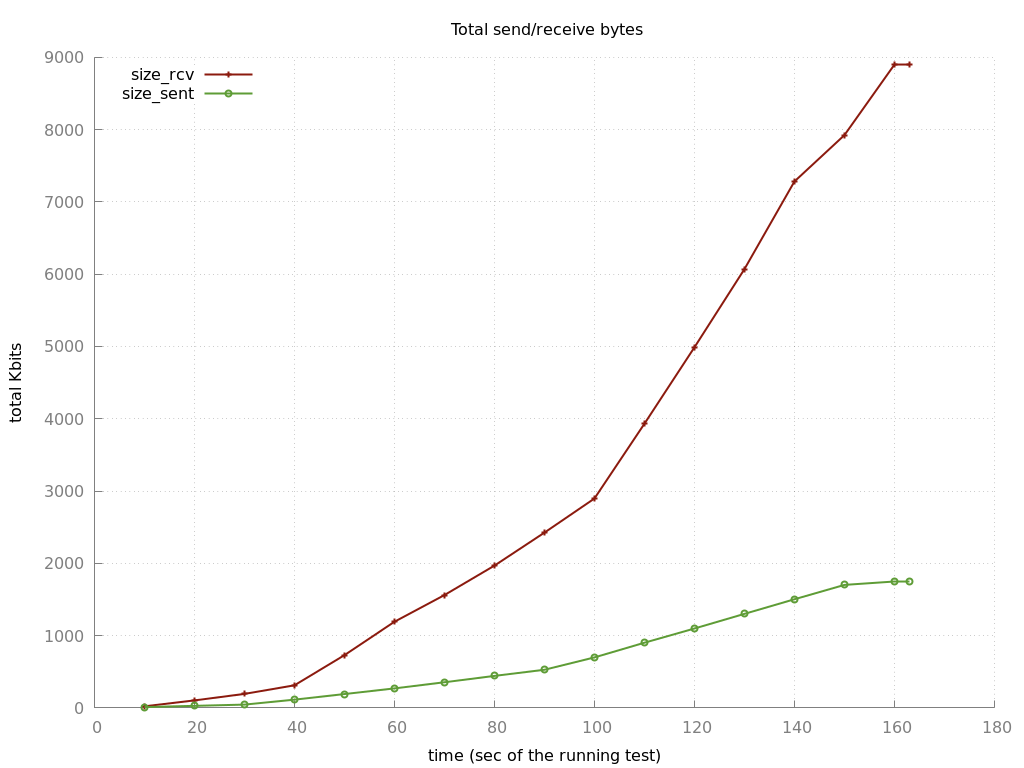 Total send/receive bytes
size_rcv
size_sent
9000
8000
7000
6000
5000
4000
3000
2000
1000
0
total Kbits
0 20 40 60 80 100 120 140 160 180
time (sec of the running test)